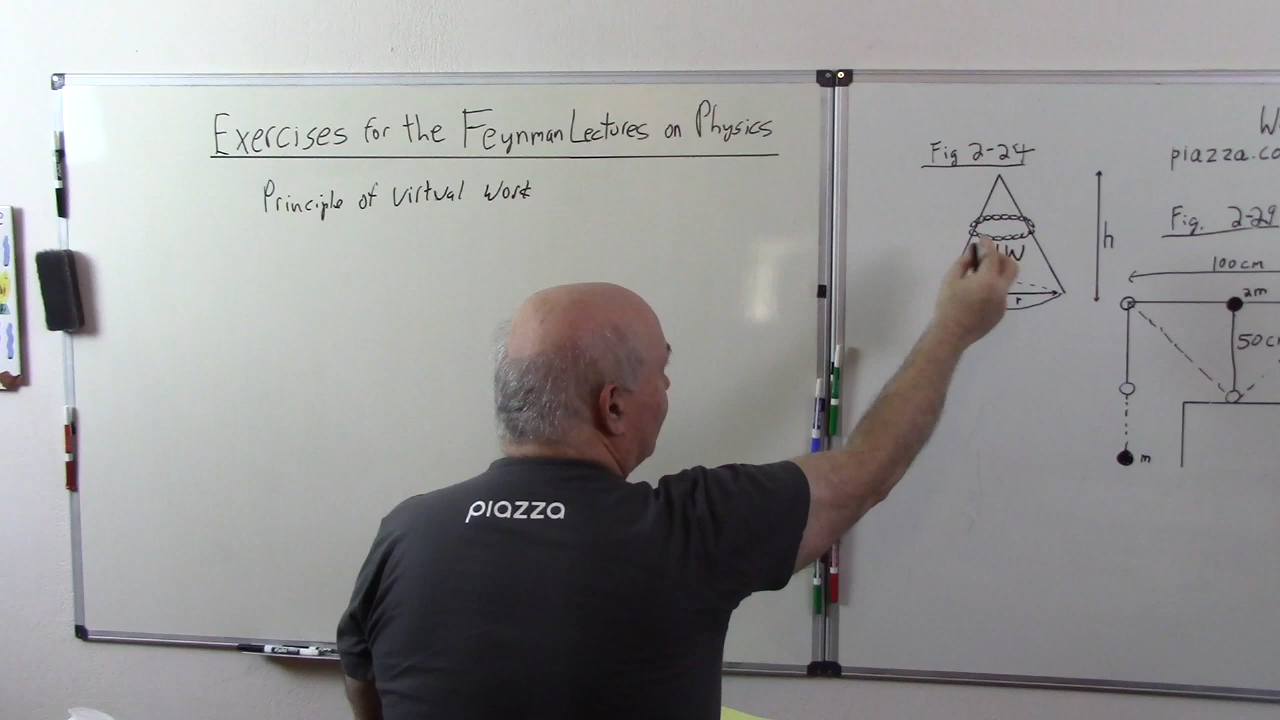 Exercises for the Feynman Lectures on Physics
Principle of Virtual Work
Fig 2-24
W
h
r
W
piazza.co
Fig. 2-29
100cm
2m
50c
m
piazza